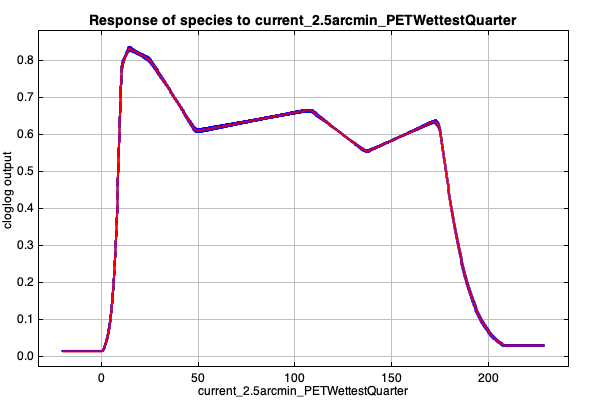 Response of species to current_2.5arcmin_PETWettestQuarter
cloglog output
0.8
0.7
0.6
0.5
0.4
0.3
0.2
0.1
0.0
0 50 100 150 200
current_2.5arcmin_PETWettestQuarter